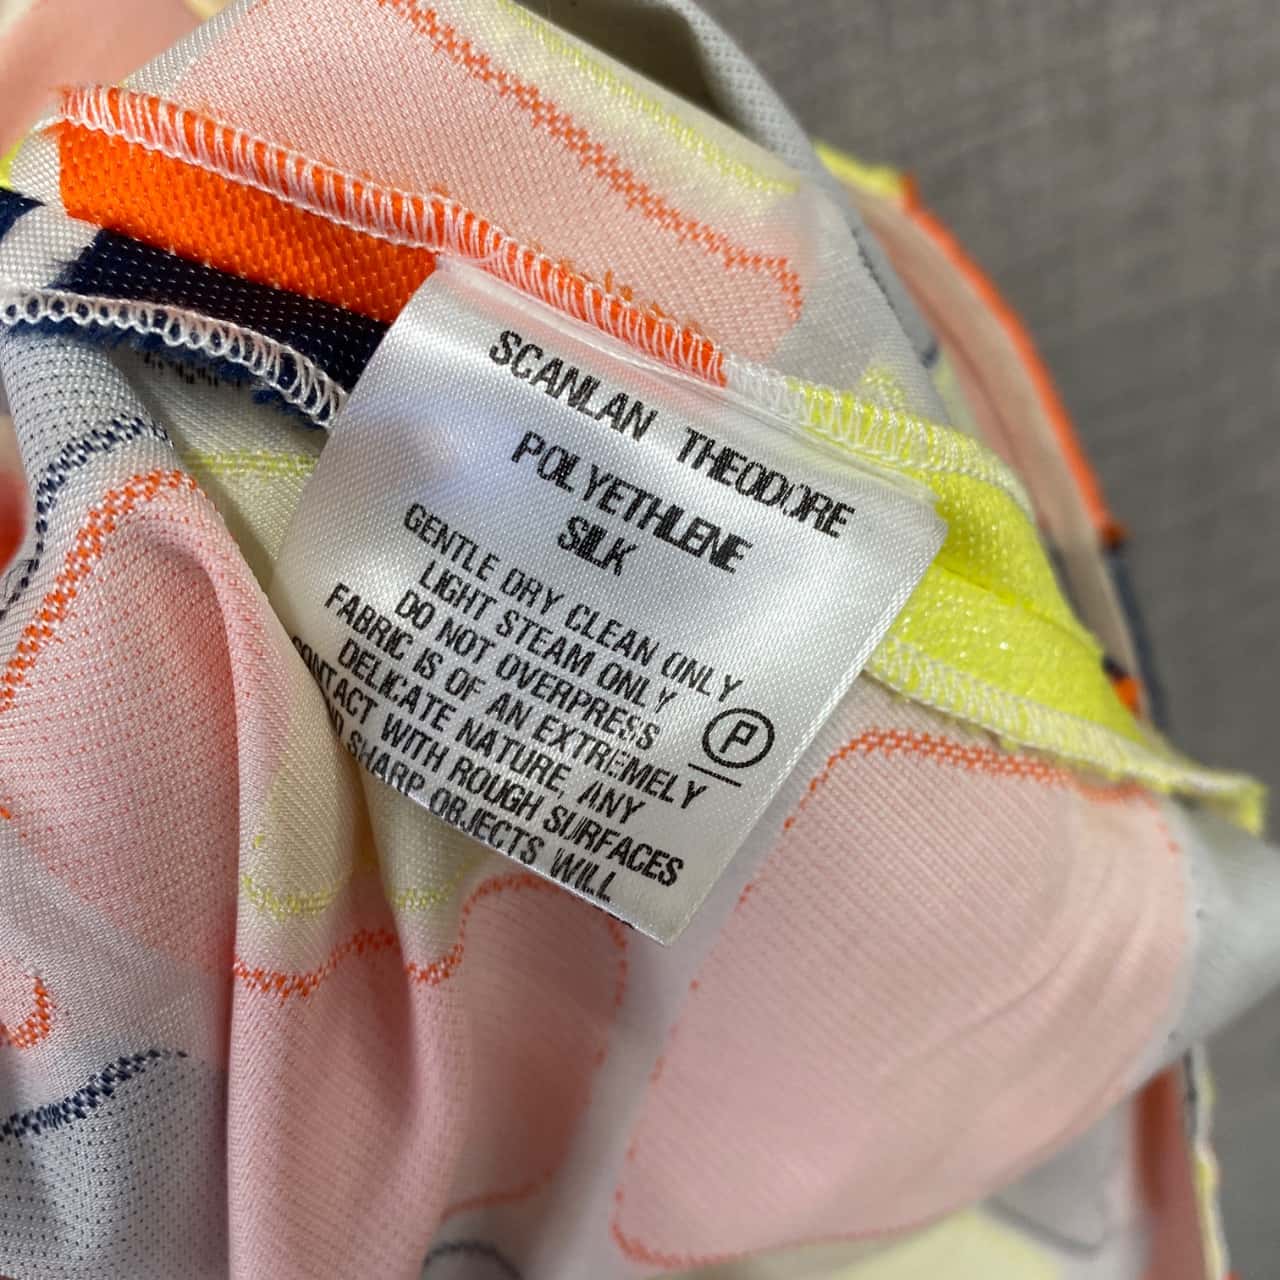 SCANLAN THEODORE
POLYETHLENE
SILK
GENTLE DRY CLEAN ONLY
LIGHT STEAM ONLY
DO NOT OVERPRESS
FABRIC IS OF AN EXTREMELY
DELICATE NATURE, ANY
CONTACT WITH ROUGH SURFACES
SHARP OBJECTS WILL
P